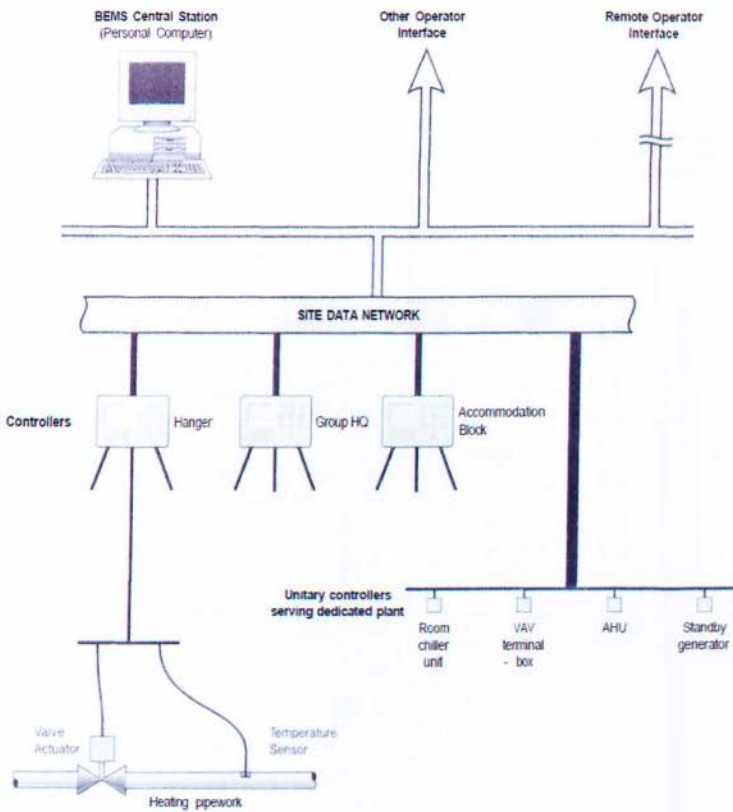 BEMS Central Station
(Personal Computer)
Other Operator
Interface
Remote Operator
Interface
SITE DATA NETWORK
Controllers
Hanger
Group HQ
Accommodation
Block
Unitary controllers
serving dedicated plant
Room
chiller
unit
VAV
terminal
- box
AHU
Standby
generator
Valve
Actuator
Temperature
Sensor
Heating pipework